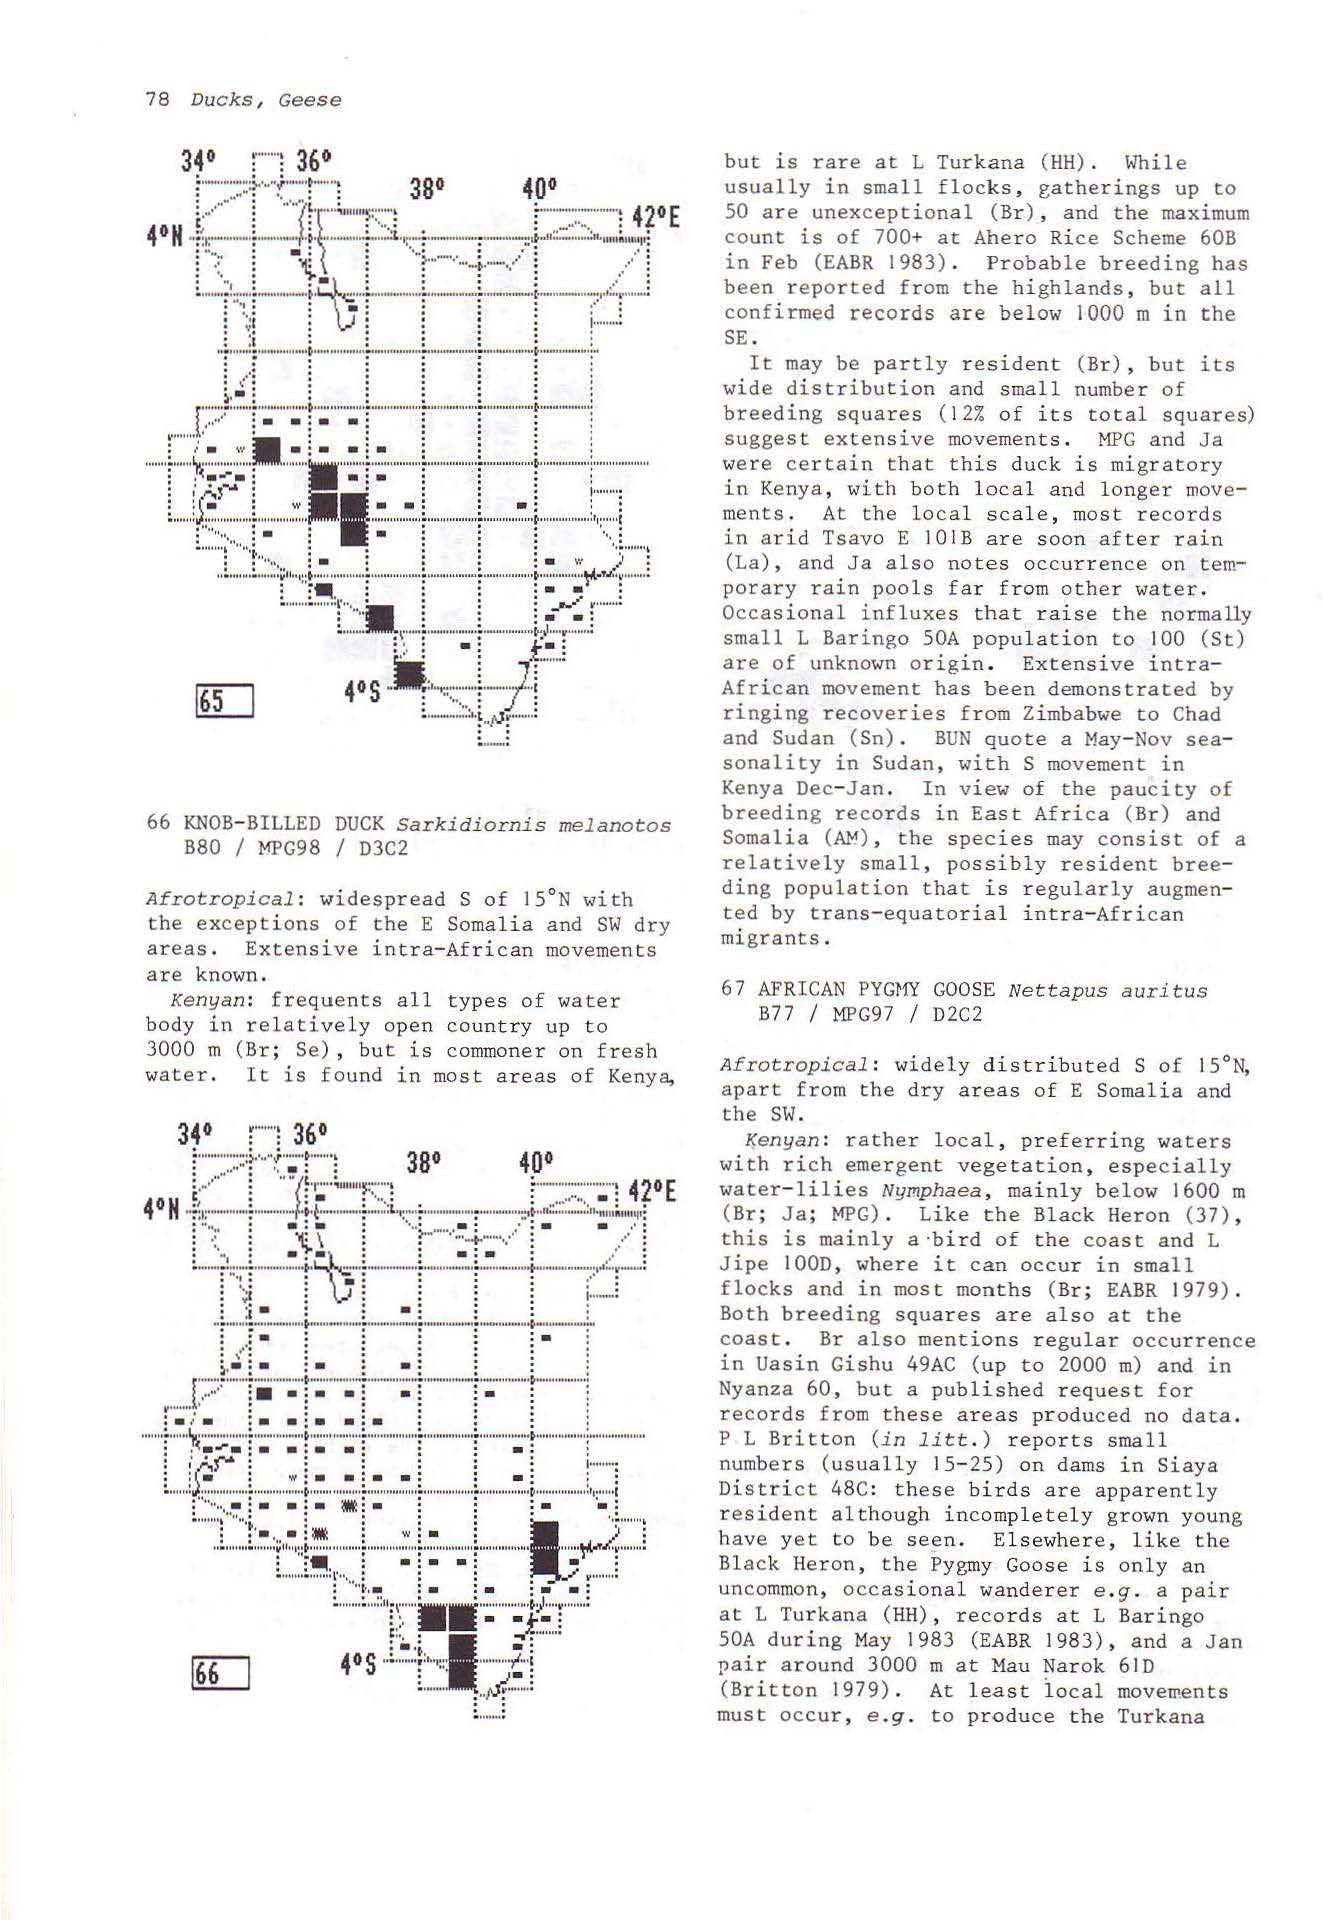 78 Ducks, Geese
34° 36°
38° 40°
42°E
4°N
4°S
65
66 KNOB-BILLED DUCK Sarkidiornis melanotos
B80 / MPG98 / D3C2
Afrotropical: widespread S of 15°N with
the exceptions of the E Somalia and SW dry
areas. Extensive intra-African movements
are known.
Kenyan: frequents all types of water
body in relatively open country up to
3000 m (Br; Se), but is commoner on fresh
water. It is found in most areas of Kenya,
34° 36°
38° 40°
42°E
4°N
4°S
66
but is rare at L Turkana (HH). While
usually in small flocks, gatherings up to
50 are unexceptional (Br), and the maximum
count is of 700+ at Ahero Rice Scheme 60B
in Feb (EABR 1983). Probable breeding has
been reported from the highlands, but all
confirmed records are below 1000 m in the
SE.
It may be partly resident (Br), but its
wide distribution and small number of
breeding squares (12% of its total squares)
suggest extensive movements. MPG and Ja
were certain that this duck is migratory
in Kenya, with both local and longer move-
ments. At the local scale, most records
in arid Tsavo E 101B are soon after rain
(La), and Ja also notes occurrence on tem-
porary rain pools far from other water.
Occasional influxes that raise the normally
small L Baringo 50A population to 100 (St)
are of unknown origin. Extensive intra-
African movement has been demonstrated by
ringing recoveries from Zimbabwe to Chad
and Sudan (Sn). BUN quote a May-Nov sea-
sonality in Sudan, with S movement in
Kenya Dec-Jan. In view of the paucity of
breeding records in East Africa (Br) and
Somalia (AM), the species may consist of a
relatively small, possibly resident bree-
ding population that is regularly augmen-
ted by trans-equatorial intra-African
migrants.
67 AFRICAN PYGMY GOOSE Nettapus auritus
B77 / MPG97 / D2C2
Afrotropical: widely distributed S of 15°N,
apart from the dry areas of E Somalia and
the SW.
Kenyan: rather local, preferring waters
with rich emergent vegetation, especially
water-lilies Nymphaea, mainly below 1600 m
(Br; Ja; MPG). Like the Black Heron (37),
this is mainly a bird of the coast and L
Jipe 100D, where it can occur in small
flocks and in most months (Br; EABR 1979).
Both breeding squares are also at the
coast. Br also mentions regular occurrence
in Uasin Gishu 49AC (up to 2000 m) and in
Nyanza 60, but a published request for
records from these areas produced no data.
P L Britton (in litt.) reports small
numbers (usually 15-25) on dams in Siaya
District 48C: these birds are apparently
resident although incompletely grown young
have yet to be seen. Elsewhere, like the
Black Heron, the Pygmy Goose is only an
uncommon, occasional wanderer e.g. a pair
at L Turkana (HH), records at L Baringo
50A during May 1983 (EABR 1983), and a Jan
pair around 3000 m at Mau Narok 61D
(Britton 1979). At least local movements
must occur, e.g. to produce the Turkana